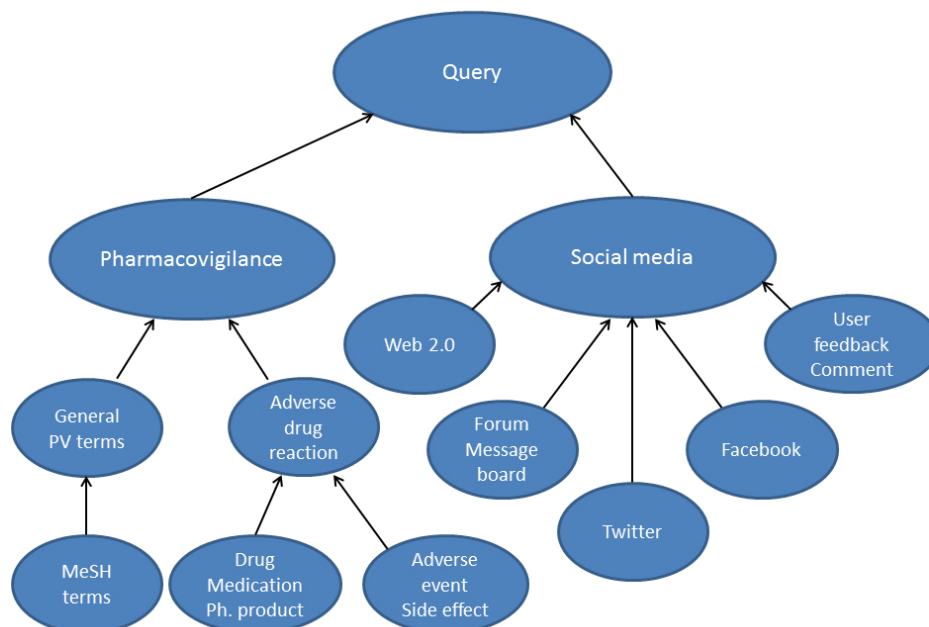 Query
Pharmacovigilance
Social media
Web 2.0
User
feedback
Comment
General
PV terms
Adverse
drug
reaction
Forum
Message
board
Facebook
Twitter
MeSH
terms
Drug
Medication
Ph. product
Adverse
event
Side effect